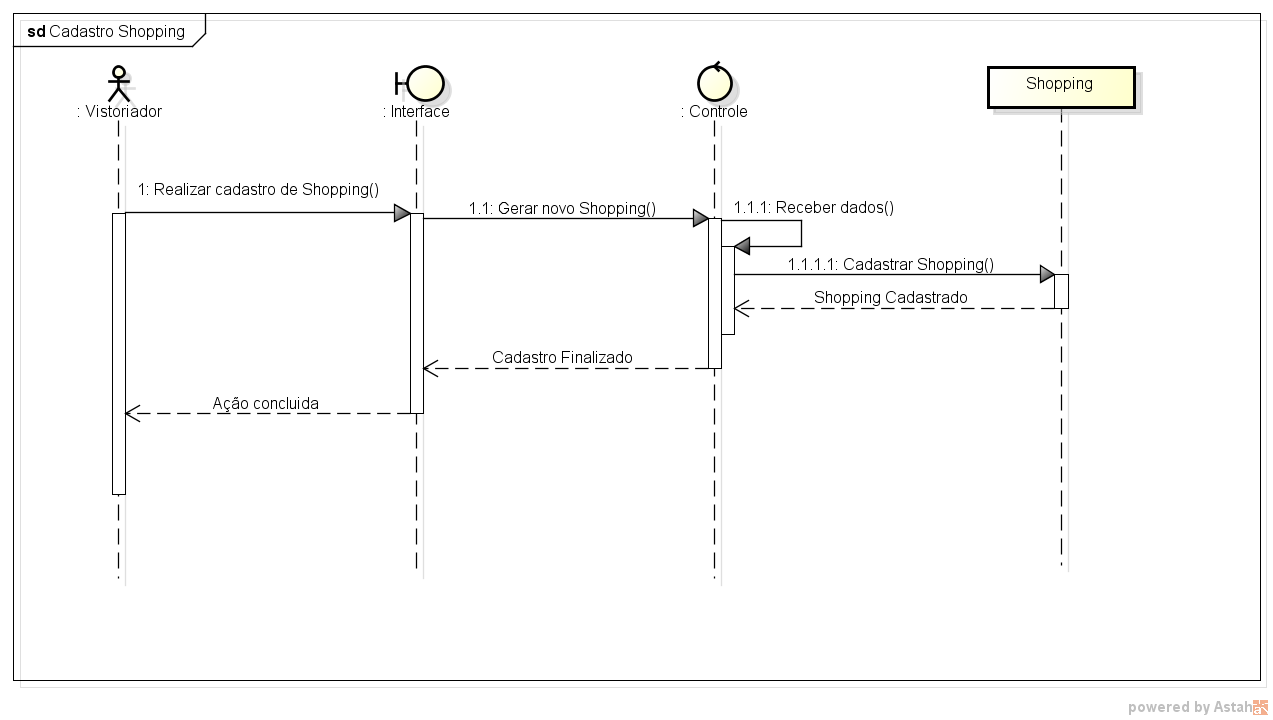 sd Cadastro Shopping
: Vistoriador
: Interface
: Controle
Shopping
1: Realizar cadastro de Shopping()
1.1: Gerar novo Shopping()
1.1.1: Receber dados()
1.1.1.1: Cadastrar Shopping()
Shopping Cadastrado
Cadastro Finalizado
Ação concluida
powered by Astah